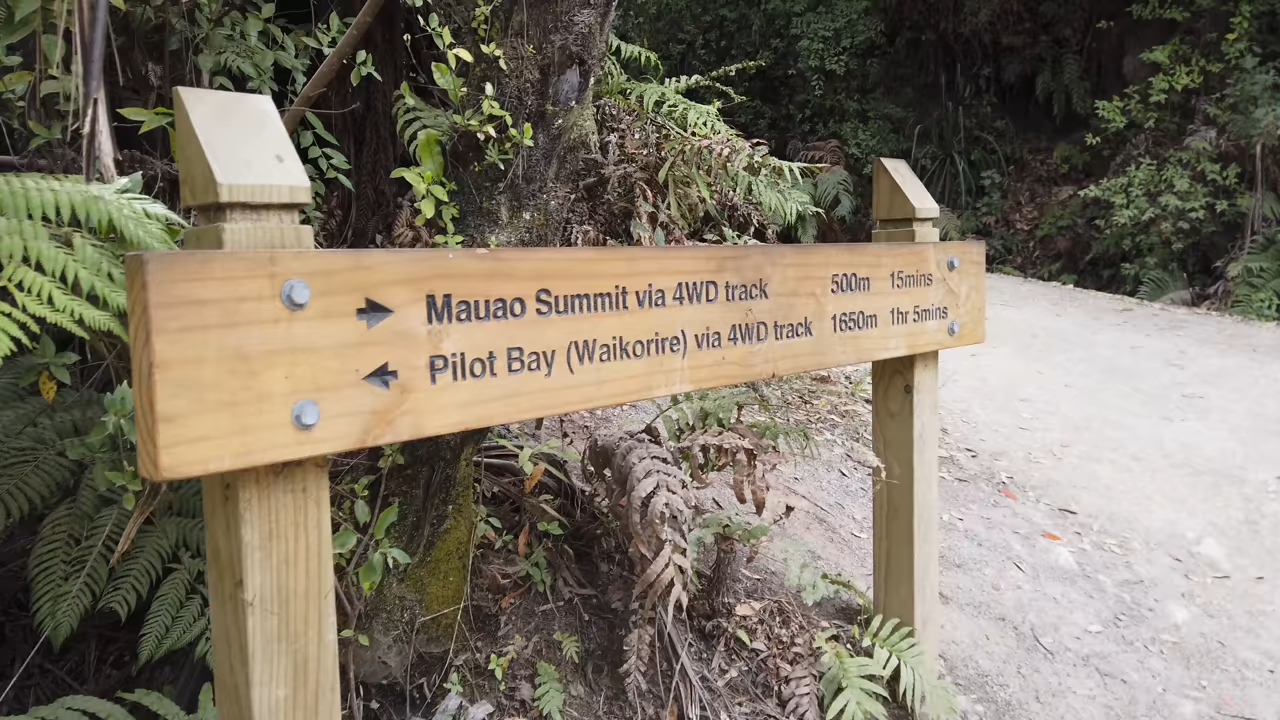 Mauao Summit via 4WD track 500m 15mins
Pilot Bay (Waikorire) via 4WD track 1650m 1hr 5mins